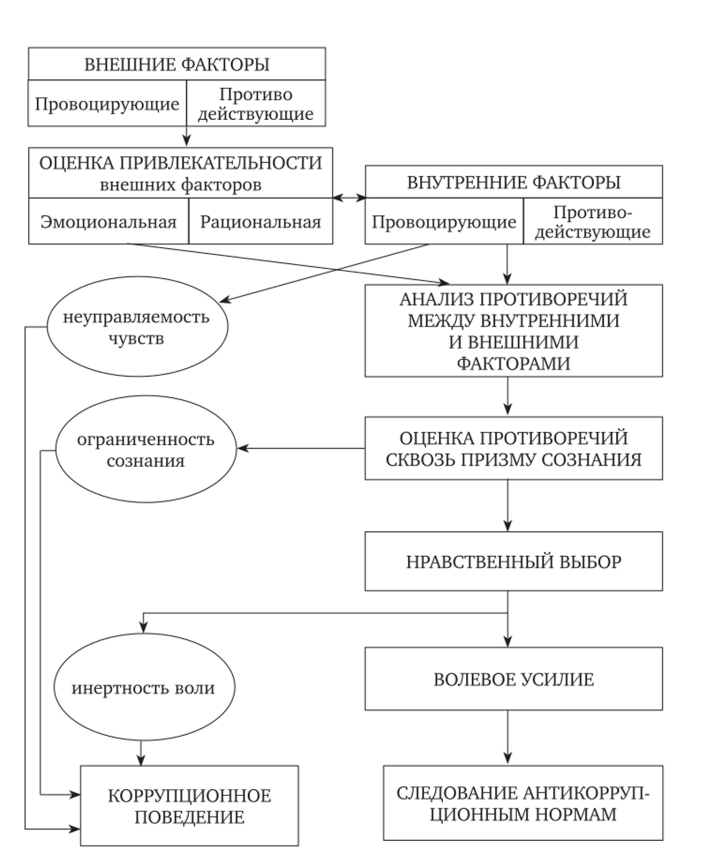 ВНЕШНИЕ ФАКТОРЫ
Провоцирующие
Противо
действующие
ОЦЕНКА ПРИВЛЕКАТЕЛЬНОСТИ
внешних факторов
Эмоциональная
Рациональная
ВНУТРЕННИЕ ФАКТОРЫ
Провоцирующие
Противо-
действующие
неуправляемость
чувств
АНАЛИЗ ПРОТИВОРЕЧИЙ
МЕЖДУ ВНУТРЕННИМИ
И ВНЕШНИМИ
ФАКТОРАМИ
ограниченность
сознания
ОЦЕНКА ПРОТИВОРЕЧИЙ
СКВОЗЬ ПРИЗМУ СОЗНАНИЯ
НРАВСТВЕННЫЙ ВЫБОР
инертность воли
ВОЛЕВОЕ УСИЛИЕ
КОРРУПЦИОННОЕ
ПОВЕДЕНИЕ
СЛЕДОВАНИЕ АНТИКОРРУП-
ЦИОННЫМ НОРМАМ